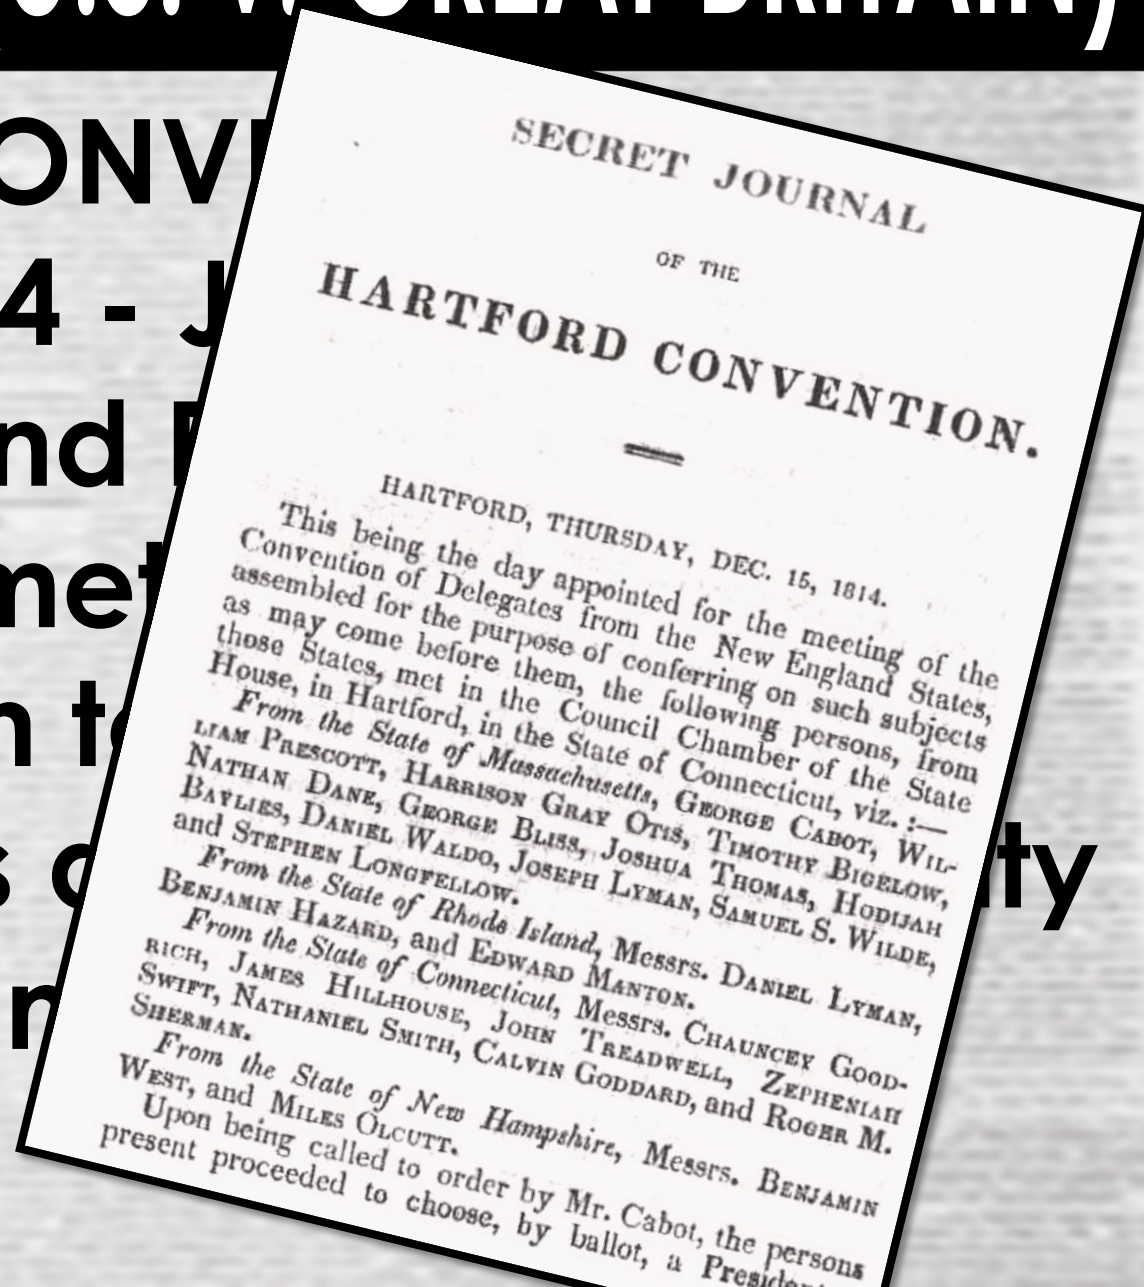 U.S. V. GREAT BRITAIN)
ONV
4 - J
nd
met
n t
s
ty
SECRET JOURNAL
OF THE
HARTFORD CONVENTION.
HARTFORD, THURSDAY, DEC. 15, 1814.
This being the day appointed for the meeting of the
Convention of Delegates from the New England States,
assembled for the purpose of conferring on such subjects
as may come before them, the following persons, from
those States, met in the Council Chamber of the State
House, in Hartford, in the State of Connecticut, viz. :—
From the State of Massachusetts, GEORGE CABOT, WIL-
LIAM PRESCOTT, HARRISON GRAY OTIS, TIMOTHY BIGELOW,
NATHAN DANE, GEORGE BLISS, JOSHUA THOMAS, HODIJAH
BAYLIES, DANIEL WALDO, JOSEPH LYMAN, SAMUEL S. WILDE,
and STEPHEN LONGFELLOW.
From the State of Rhode Island, Messrs. DANIEL LYMAN,
BENJAMIN HAZARD, and EDWARD MANTON.
From the State of Connecticut, Messrs. CHAUNCEY GOOD-
RICH, JAMES HILLHOUSE, JOHN TREADWELL, ZEPHENIAH
SWIFT, NATHANIEL SMITH, CALVIN GODDARD, and ROGER M.
SHERMAN.
From the State of New Hampshire, Messrs. BENJAMIN
WEST, and MILES OLCUTT.
Upon being called to order by Mr. Cabot, the persons
present proceeded to choose, by ballot, a President